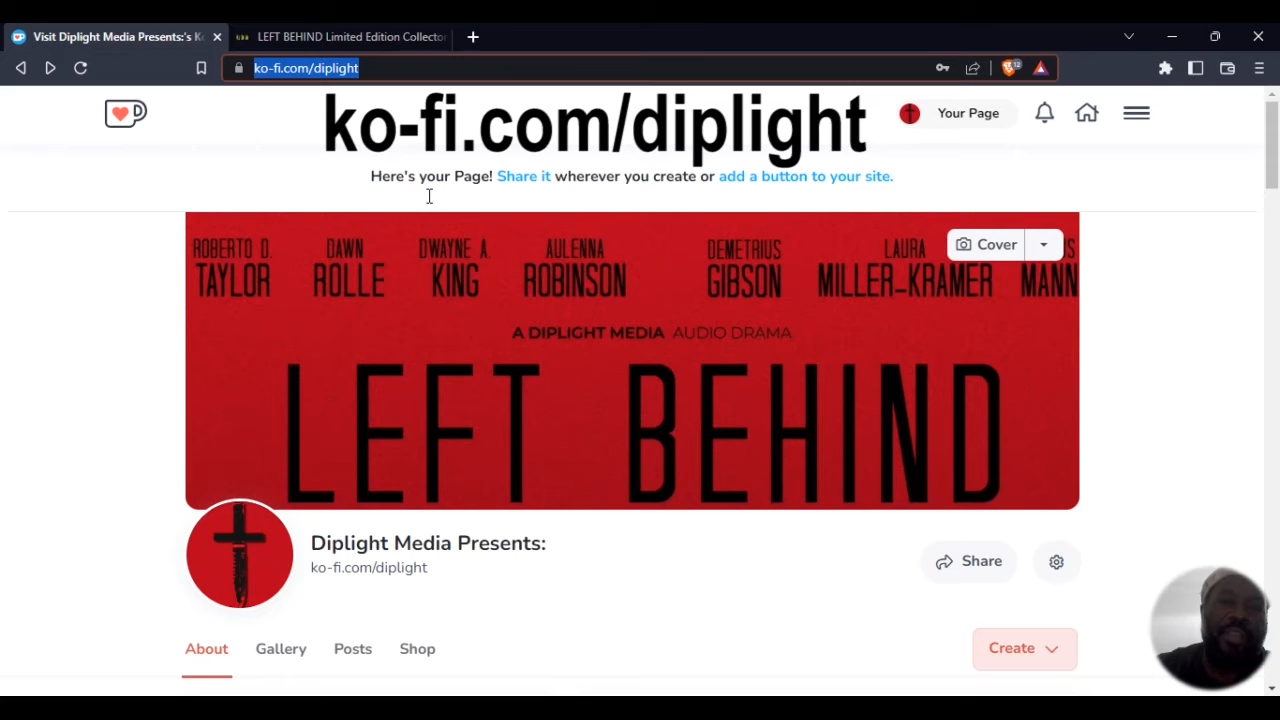 Visit Diplight Media Presents:'s Ko
LEFT BEHIND Limited Edition Collector
ko-fi.com/diplight
12
ko-fi.com/diplight
Your Page
Here's your Page! Share it wherever you create or add a button to your site.
Cover
ROBERTO D. TAYLOR
DAWN ROLLE
DWAYNE A. KING
AULENNA ROBINSON
DEMETRIUS GIBSON
LAURA MILLER-KRAMER
S MANN
A DIPLIGHT MEDIA AUDIO DRAMA
LEFT BEHIND
Diplight Media Presents:
ko-fi.com/diplight
Share
About Gallery Posts Shop
Create